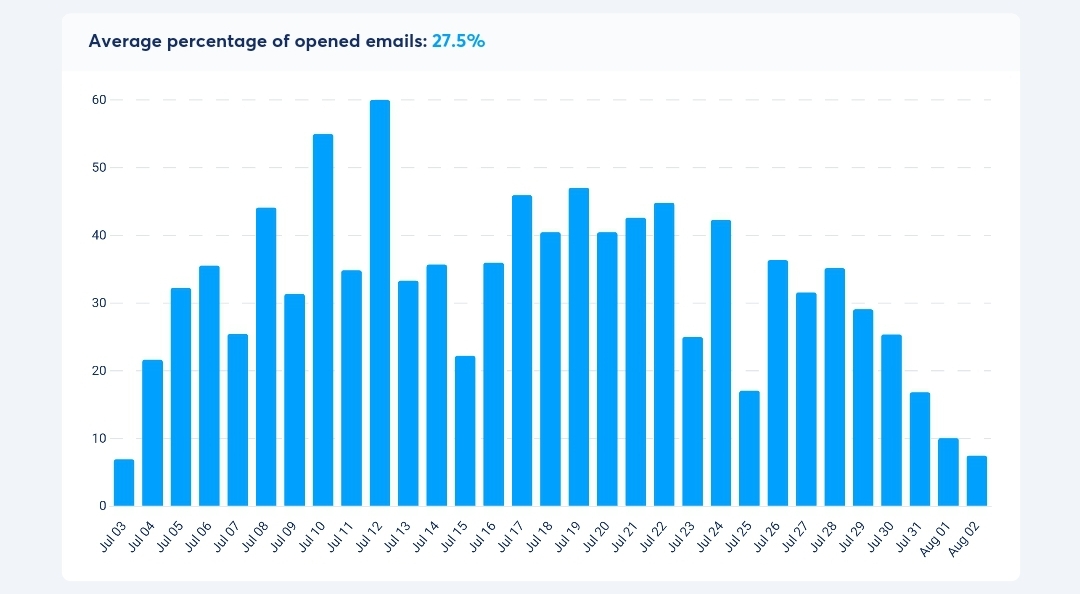 Average percentage of opened emails: 27.5%
60
50
40
30
20
10
0
Jul 03
Jul 04
Jul 05
Jul 06
Jul 07
Jul 08
Jul 09
Jul 10
Jul 11
Jul 12
Jul 13
Jul 14
Jul 15
Jul 16
Jul 17
Jul 18
Jul 19
Jul 20
Jul 21
Jul 22
Jul 23
Jul 24
Jul 25
Jul 26
Jul 27
Jul 28
Jul 29
Jul 30
Jul 31
Aug 01
Aug 02